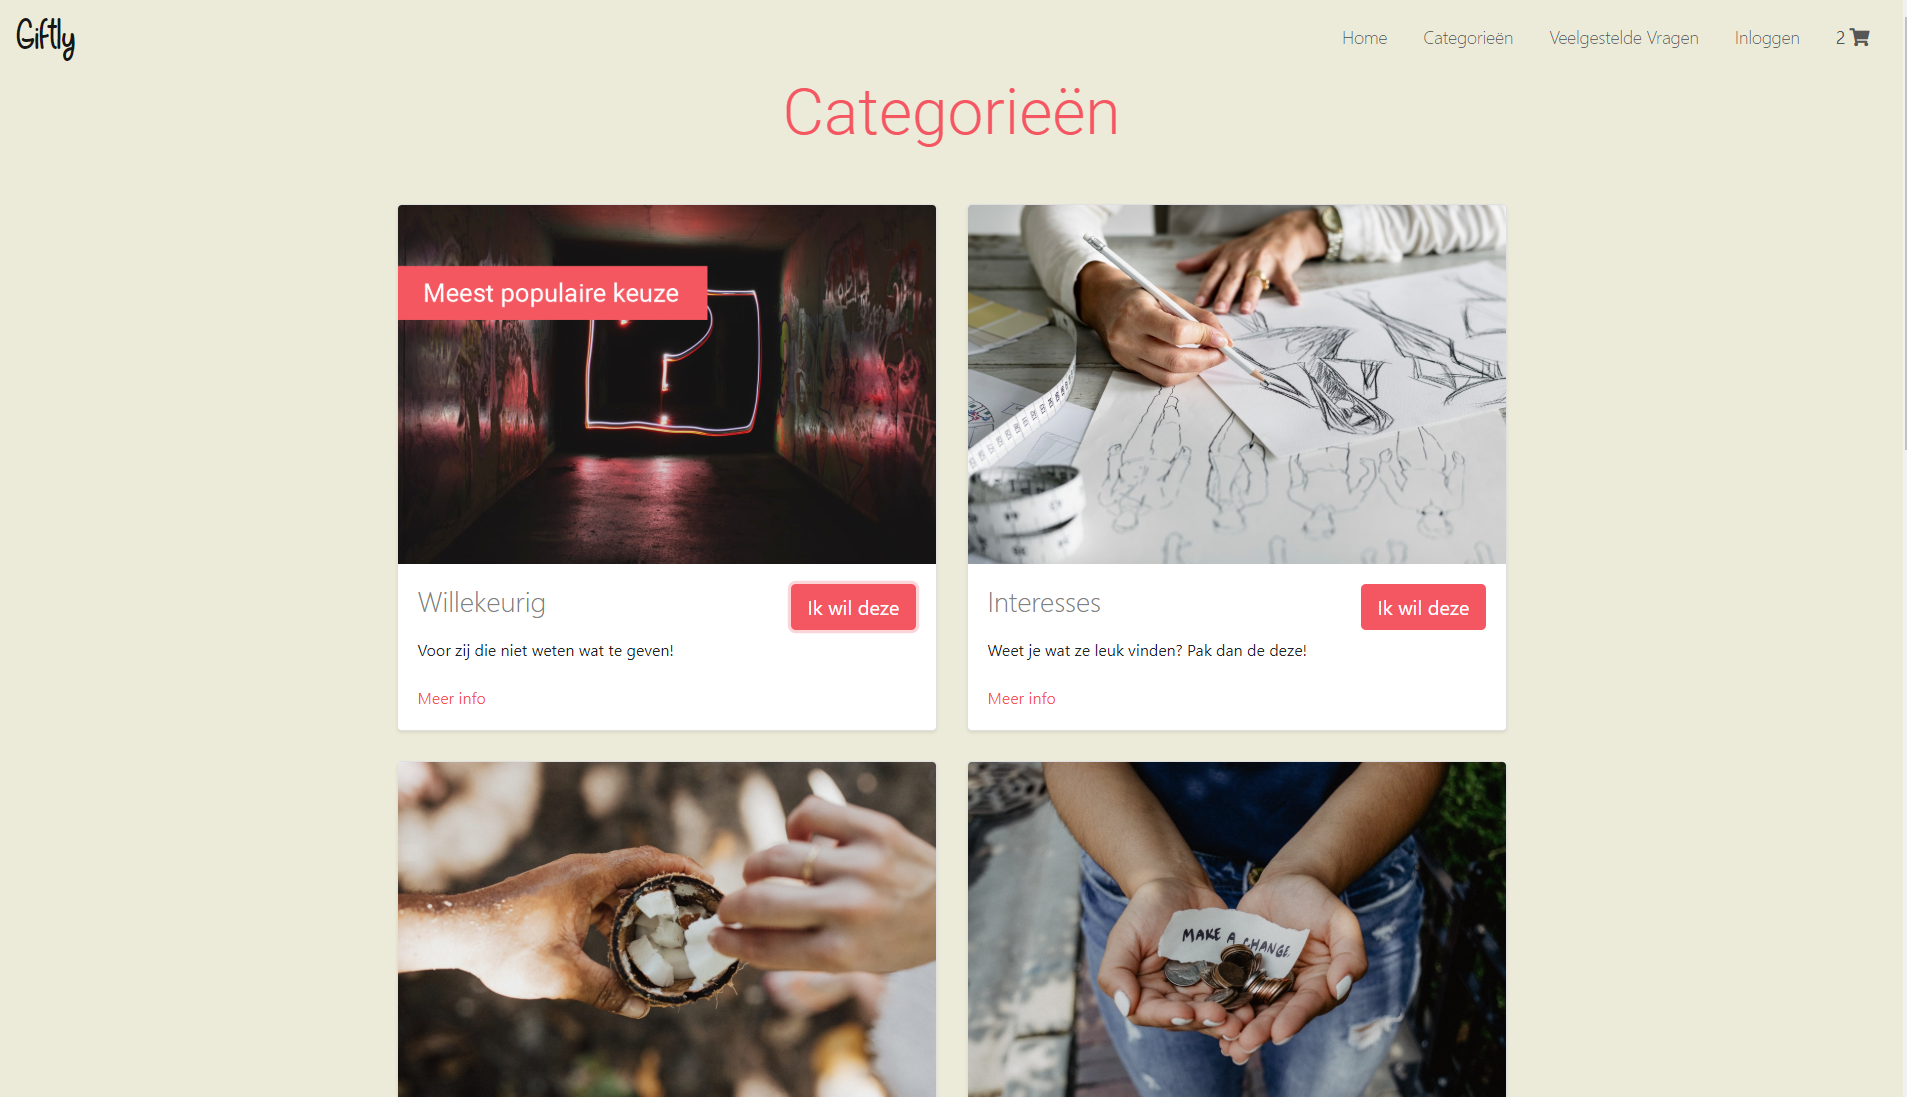 Giftly
Home Categorieën Veelgestelde Vragen Inloggen 2
Categorieën
Meest populaire keuze
Willekeurig
Ik wil deze
Voor zij die niet weten wat te geven!
Meer info
Interesses
Ik wil deze
Weet je wat ze leuk vinden? Pak dan de deze!
Meer info
MAKE A CHANGE.